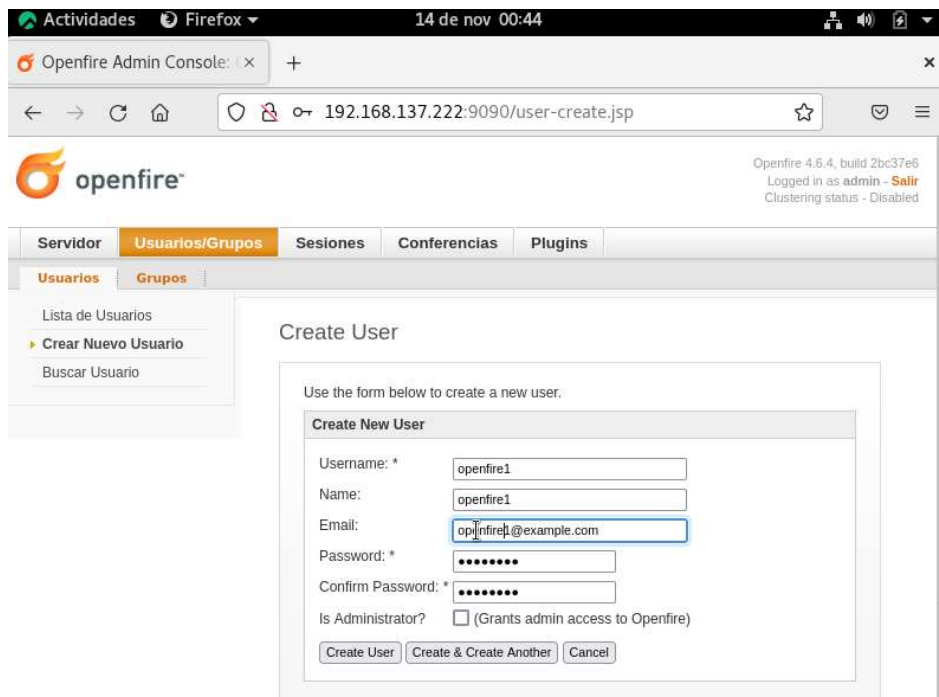 Actividades Firefox 14 de nov 00:44
Openfire Admin Console:
192.168.137.222:9090/user-create.jsp
openfire™
Openfire 4.6.4, build 2bc37e6
Logged in as admin - Salir
Clustering status - Disabled
Servidor Usuarios/Grupos Sesiones Conferencias Plugins
Usuarios Grupos
Lista de Usuarios
Crear Nuevo Usuario
Buscar Usuario
Create User
Use the form below to create a new user.
Create New User
Username: * openfire1
Name: openfire1
Email: openfire1@example.com
Password: * ••••••••
Confirm Password: * ••••••••
Is Administrator? (Grants admin access to Openfire)
Create User Create & Create Another Cancel